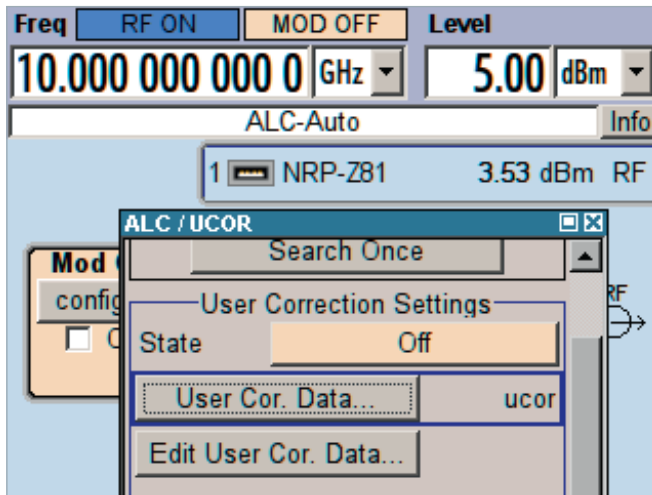 Freq RF ON MOD OFF Level
10.000 000 000 0 GHz 5.00 dBm
ALC-Auto Info
1 NRP-Z81 3.53 dBm RF
ALC / UCOR
Search Once
Mod
config
RF
User Correction Settings
State Off
User Cor. Data... ucor
Edit User Cor. Data...